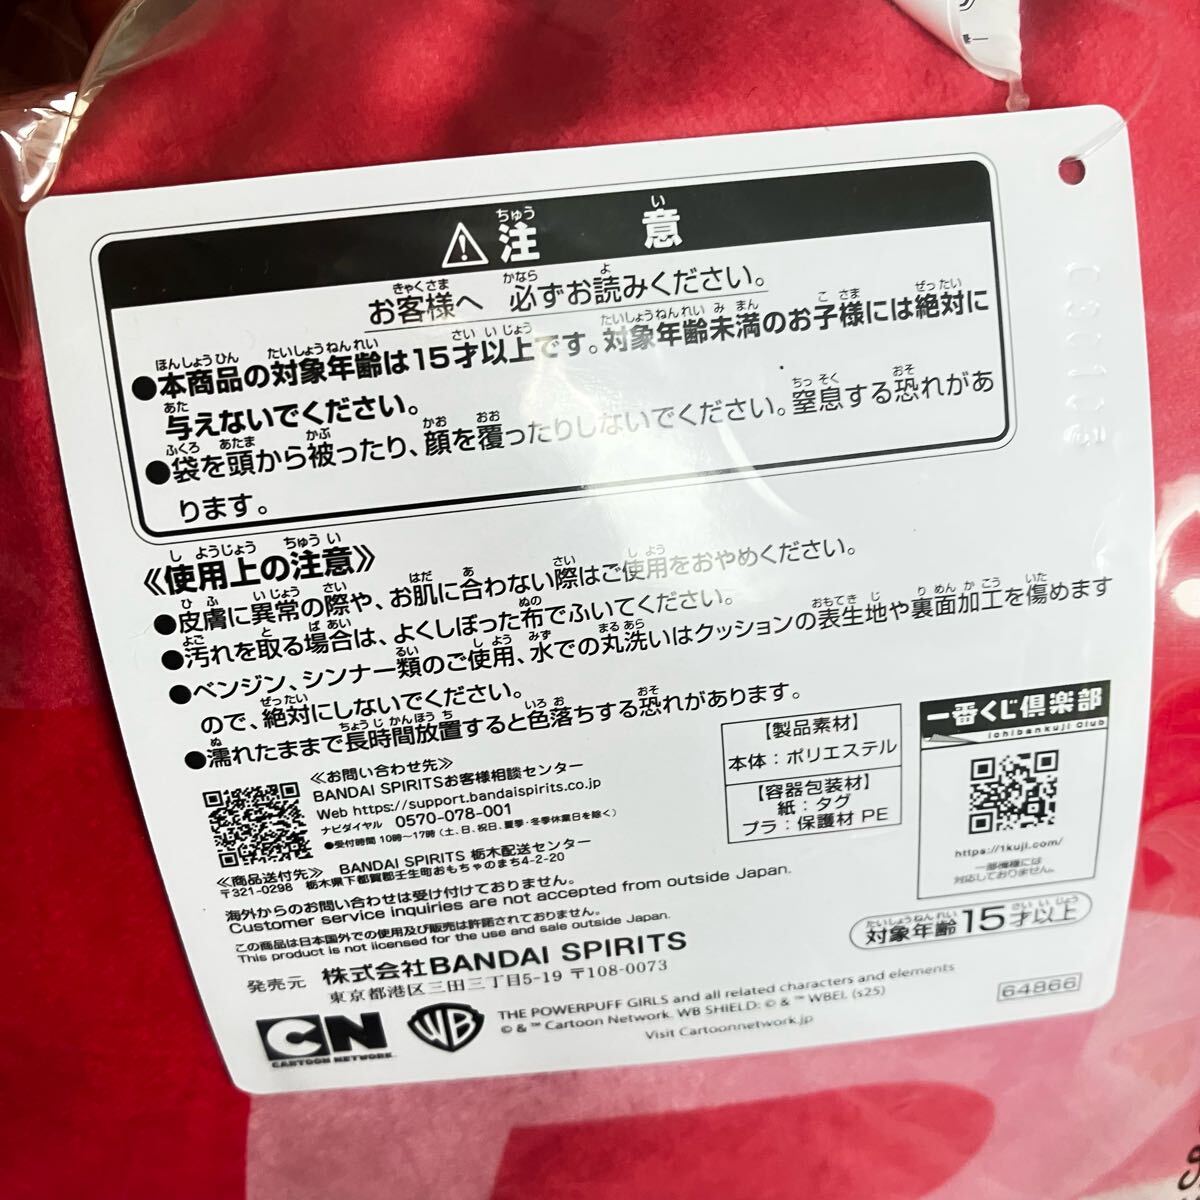 ⚠注意
お客様へ 必ずお読みください。
●本商品の対象年齢は15才以上です。対象年齢未満のお子様には絶対に
与えないでください。
●袋を頭から被ったり、顔を覆ったりしないでください。窒息する恐れがあ
ります。
《使用上の注意》
●皮膚に異常の際や、お肌に合わない際はご使用をおやめください。
●汚れを取る場合は、よくしぼった布でふいてください。
●ベンジン、シンナー類のご使用、水での丸洗いはクッションの表生地や裏面加工を傷めます
ので、絶対にしないでください。
●濡れたままで長時間放置すると色落ちする恐れがあります。
≪お問い合わせ先≫
BANDAI SPIRITSお客様相談センター
Web https://support.bandaispirits.co.jp
ナビダイヤル 0570-078-001
●受付時間 10時〜17時(土、日、祝日、夏季・冬季休業日を除く)
≪商品送付先≫ BANDAI SPIRITS 栃木配送センター
〒321-0298 栃木県下都賀郡壬生町おもちゃのまち4-2-20
海外からのお問い合わせは受け付けておりません。
Customer service inquiries are not accepted from outside Japan.
この商品は日本国外での使用及び販売は許諾されておりません。
This product is not licensed for the use and sale outside Japan.
発売元 株式会社BANDAI SPIRITS
東京都港区三田三丁目5-19 〒108-0073
【製品素材】
本体：ポリエステル
【容器包装材】
紙：タグ
プラ：保護材 PE
一番くじ倶楽部
ichibankuji Club
https://1kuji.com/
一部機種には
対応しておりません。
対象年齢15才以上
64866
CN
CARTOON NETWORK
WB
THE POWERPUFF GIRLS and all related characters and elements
© & ™ Cartoon Network. WB SHIELD: © & ™ WBEI. (s25)
Visit Cartoonnetwork.jp